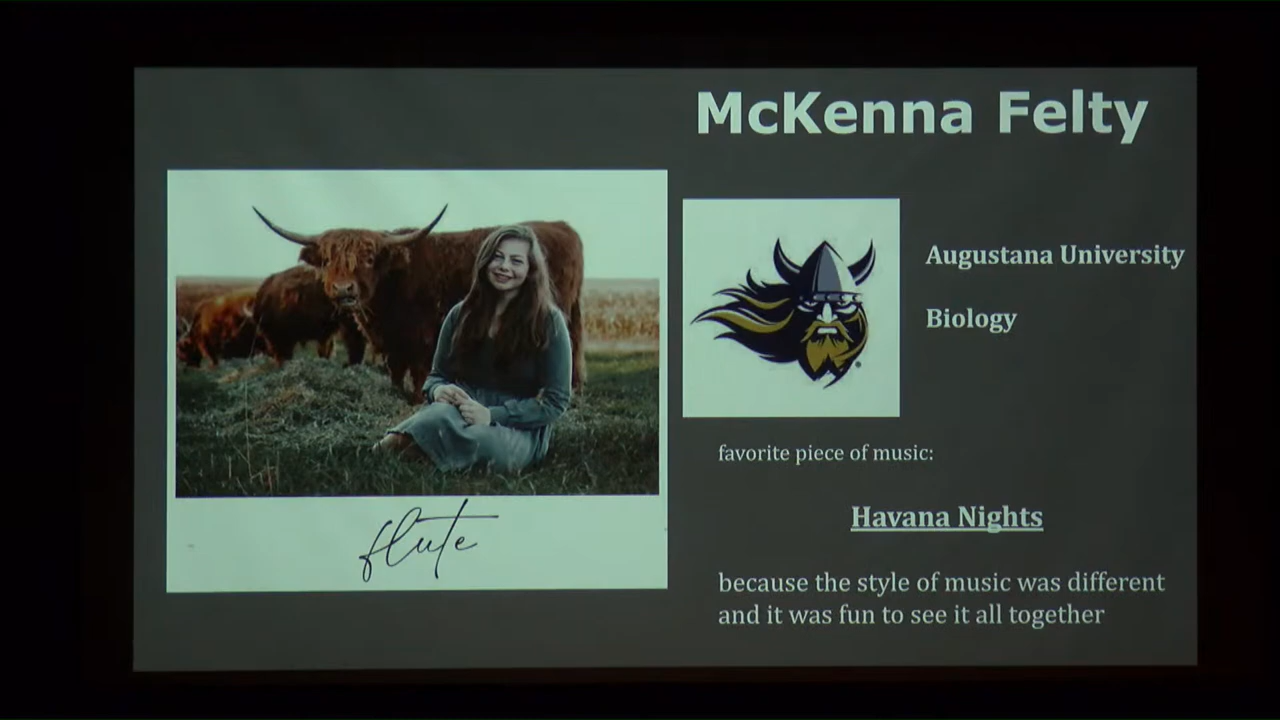 McKenna Felty
Augustana University
Biology
favorite piece of music:
Havana Nights
because the style of music was different
and it was fun to see it all together
flute